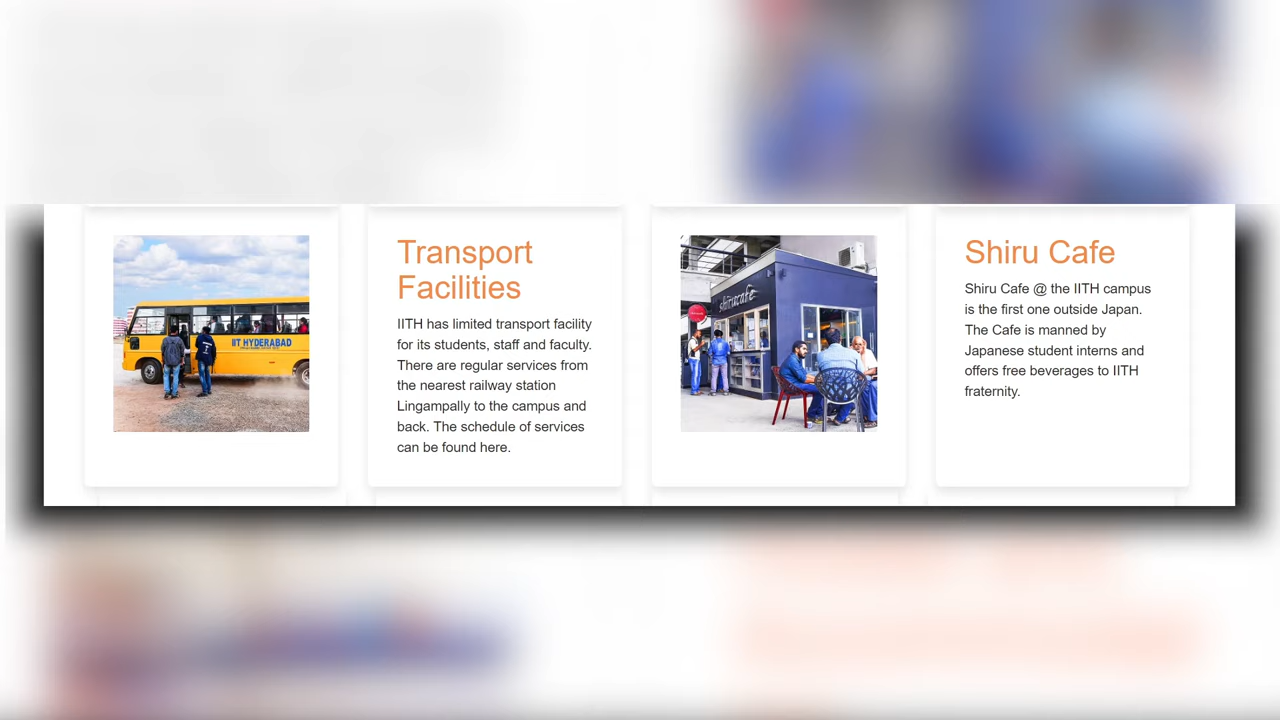 IIT HYDERABAD
Transport
Facilities
IITH has limited transport facility
for its students, staff and faculty.
There are regular services from
the nearest railway station
Lingampally to the campus and
back. The schedule of services
can be found here.
shirucafe
Shiru Cafe
Shiru Cafe @ the IITH campus
is the first one outside Japan.
The Cafe is manned by
Japanese student interns and
offers free beverages to IITH
fraternity.